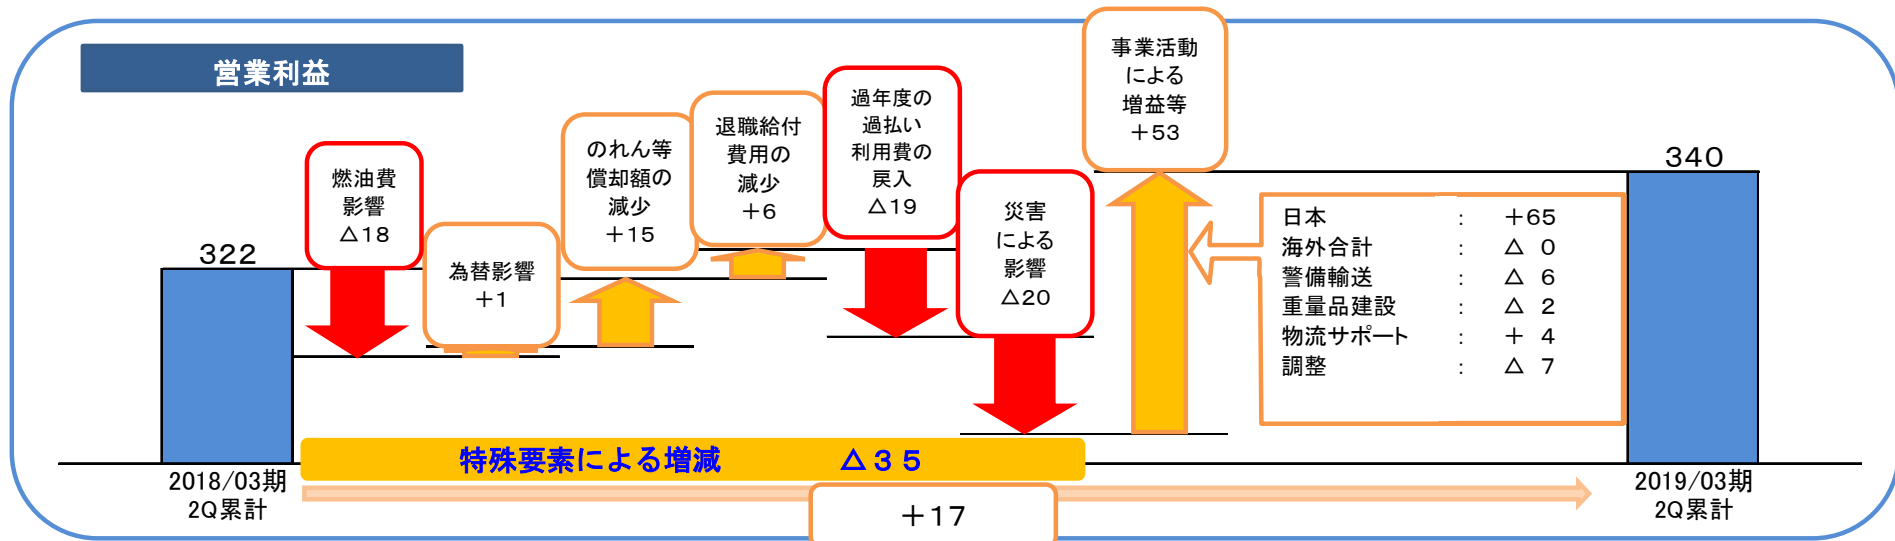 営業利益
322
2018/03期
2Q累計
燃油費
影響
△18
為替影響
+1
のれん等
償却額の
減少
+15
退職給付
費用の
減少
+6
過年度の
過払い
利用費の
戻入
△19
災害
による
影響
△20
事業活動
による
増益等
+53
日本 : +65
海外合計 : △ 0
警備輸送 : △ 6
重量品建設 : △ 2
物流サポート : + 4
調整 : △ 7
340
2019/03期
2Q累計
特殊要素による増減 △35
+17